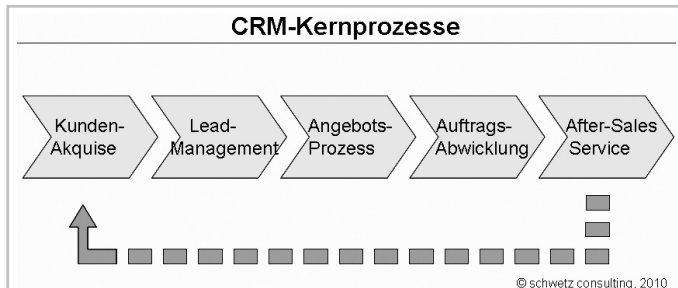 CRM-Kernprozesse
Kunden-
Akquise
Lead-
Management
Angebots-
Prozess
Auftrags-
Abwicklung
After-Sales
Service
© schwetz consulting, 2010